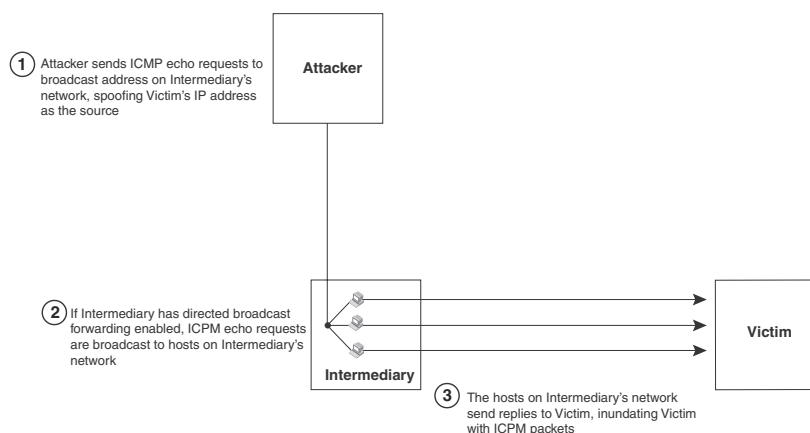 1 Attacker sends ICMP echo requests to
broadcast address on Intermediary's
network, spoofing Victim's IP address
as the source
Attacker
2 If Intermediary has directed broadcast
forwarding enabled, ICPM echo requests
are broadcast to hosts on Intermediary's
network
Intermediary
Victim
3 The hosts on Intermediary's network
send replies to Victim, inundating Victim
with ICPM packets